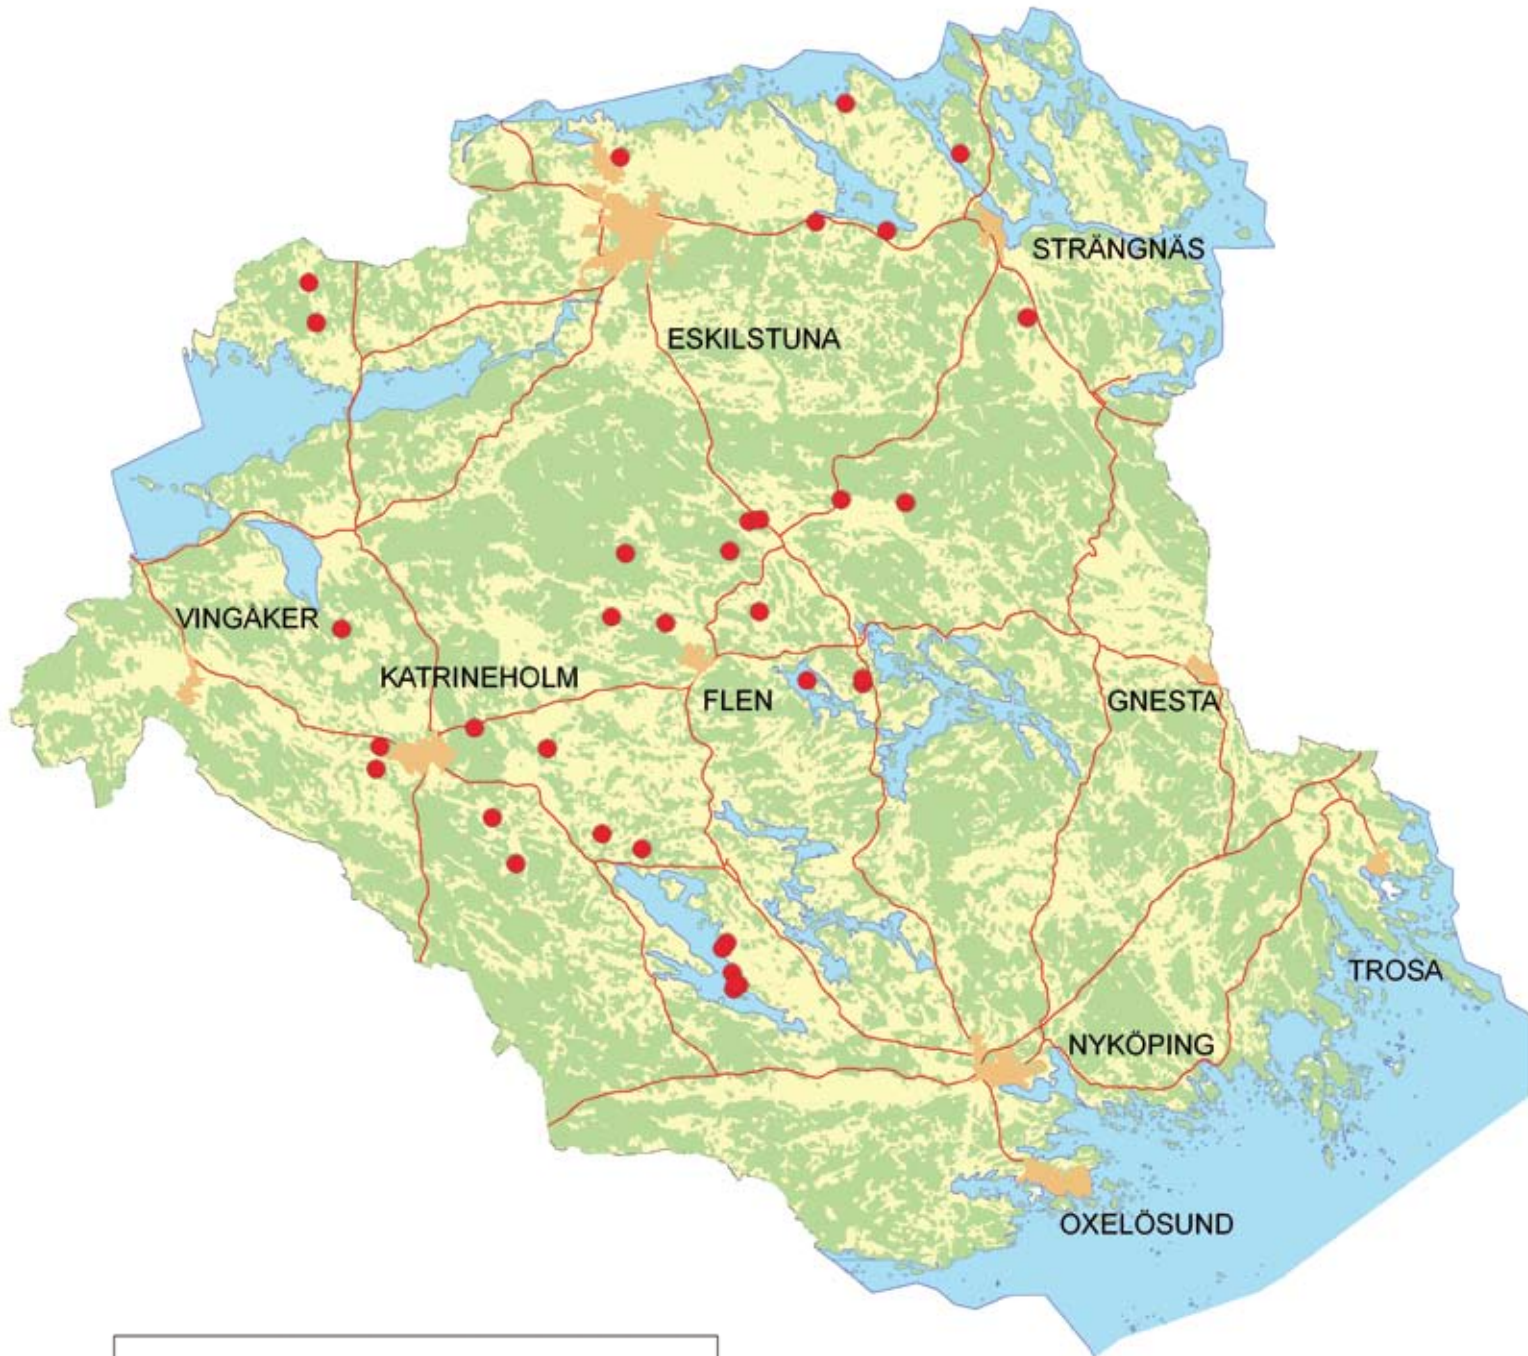 STRÄNGNÄS
ESKILSTUNA
VINGÅKER
KATRINEHOLM
FLEN
GNESTA
TROSA
NYKÖPING
OXELÖSUND